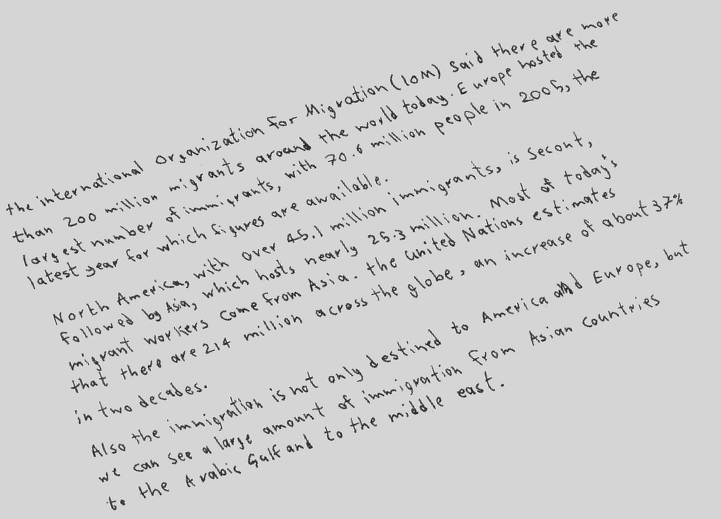 the international Organization for Migration (IOM) said there are more
than 200 million migrants around the world today. Europe hosted the
largest number of immigrants, with 70.6 million people in 2005, the
latest year for which figures are available.
North America, with over 45.1 million immigrants, is Secont,
followed by Asia, which hosts nearly 25.3 million. Most of today's
migrant workers come from Asia. the United Nations estimates
that there are 214 million across the globe, an increase of about 37%
in two decades.
Also the immigration is not only destined to America and Europe, but
we can see a large amount of immigration from Asian Countries
to the Arabic Gulf and to the middle east.